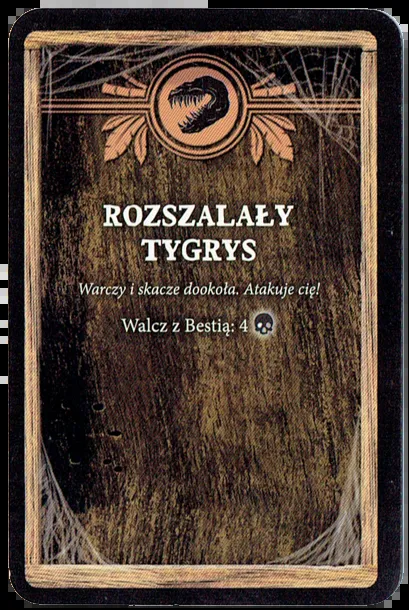 ROZSZALAŁY
TYGRYS
Warczy i skacze dookoła. Atakuje cię!
Walcz z Bestią: 4